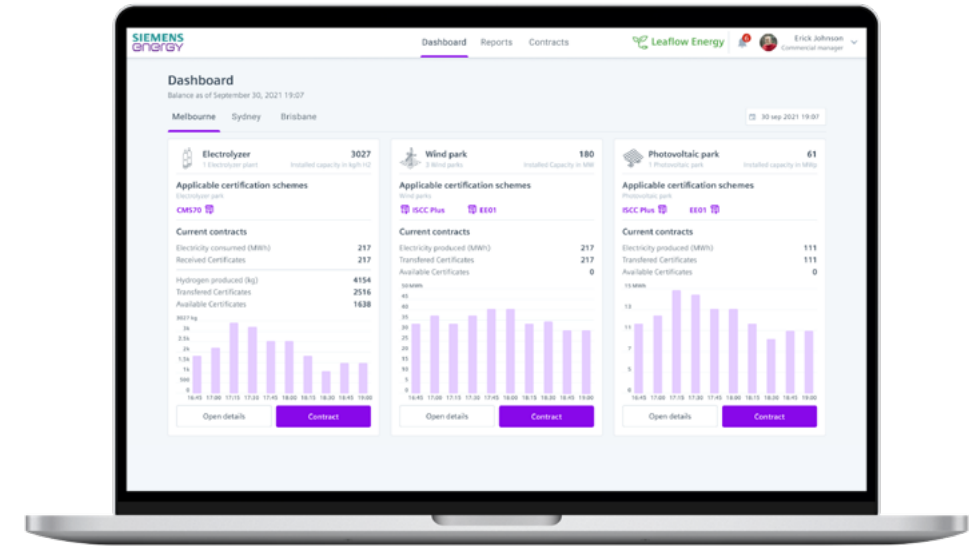 SIEMENS
energy
Dashboard Reports Contracts
Leaflow Energy
6
Erick Johnson
Commercial manager
Dashboard
Balance as of September 30, 2021 19:07
Melbourne Sydney Brisbane
30 sep 2021 19:07
Electrolyzer 3027
1 Electrolyzer plant Installed capacity in kg/h H2
Applicable certification schemes
Electrolyzer park
CMS70
Current contracts
Electricity consumed (MWh) 217
Received Certificates 217
Hydrogen produced (kg) 4154
Transfered Certificates 2516
Available Certificates 1638
3027 kg
3k
2.5k
2k
1.5k
1k
500
0
16:45 17:00 17:15 17:30 17:45 18:00 18:15 18:30 18:45 19:00
Open details Contract
Wind park 180
3 Wind parks Installed Capacity in MW
Applicable certification schemes
Wind parks
ISCC Plus EE01
Current contracts
Electricity produced (MWh) 217
Transfered Certificates 217
Available Certificates 0
50 MWh
45
40
35
30
25
20
15
10
5
0
16:45 17:00 17:15 17:30 17:45 18:00 18:15 18:30 18:45 19:00
Open details Contract
Photovoltaic park 61
1 Photovoltaic park Installed capacity in MWp
Applicable certification schemes
Photovoltaic park
ISCC Plus EE01
Current contracts
Electricity produced (MWh) 111
Transfered Certificates 111
Available Certificates 0
15 MWh
13
11
7
5
0
16:45 17:00 17:15 17:30 17:45 18:00 18:15 18:30 18:45 19:00
Open details Contract